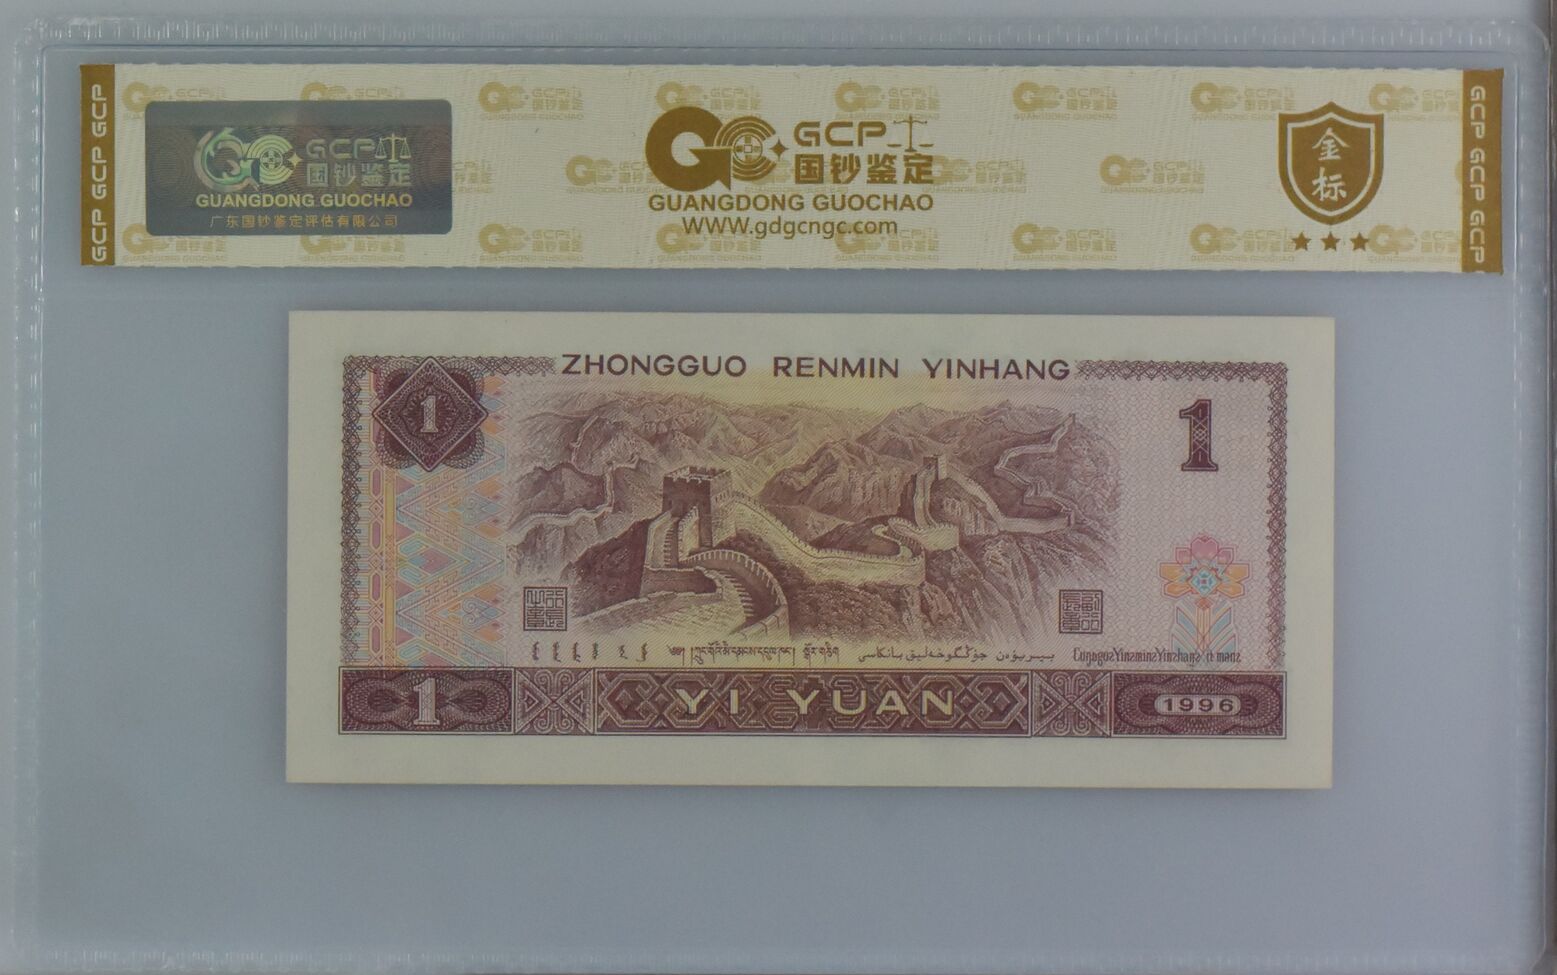 GCP GCP GCP
GCP 国钞鉴定
GUANGDONG GUOCHAO
广东国钞鉴定评估有限公司
GCP
国钞鉴定
GUANGDONG GUOCHAO
WWW.gdgcngc.com
金标
GCP GCP GCP GCP
ZHONGGUO RENMIN YINHANG
1
1
1
YI YUAN
1996